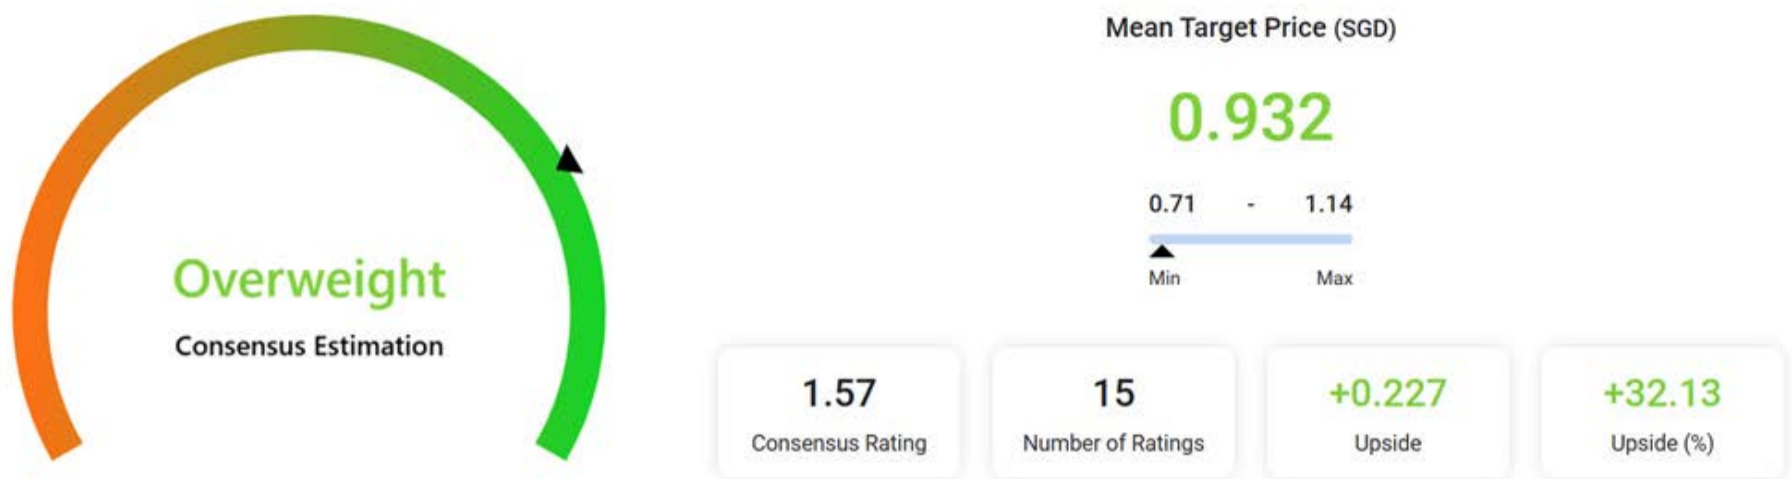 Overweight
Consensus Estimation
Mean Target Price (SGD)
0.932
0.71 - 1.14
Min Max
1.57
Consensus Rating
15
Number of Ratings
+0.227
Upside
+32.13
Upside (%)